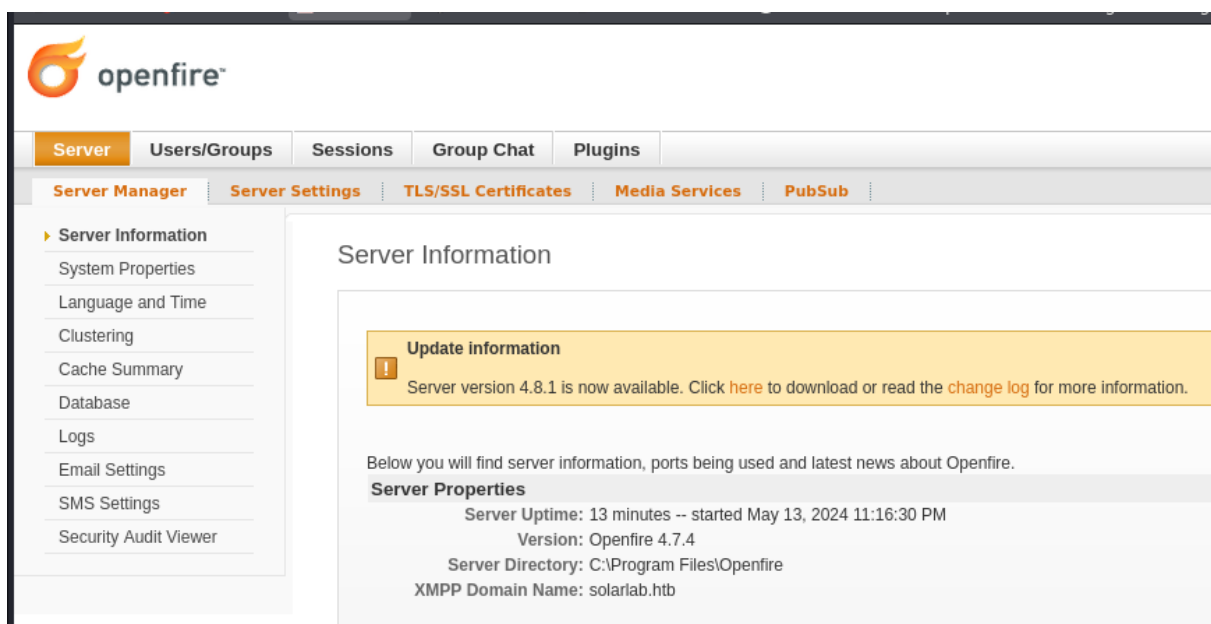 openfire™
Server Users/Groups Sessions Group Chat Plugins
Server Manager Server Settings TLS/SSL Certificates Media Services PubSub
Server Information
System Properties
Language and Time
Clustering
Cache Summary
Database
Logs
Email Settings
SMS Settings
Security Audit Viewer
Server Information
Update information
Server version 4.8.1 is now available. Click here to download or read the change log for more information.
Below you will find server information, ports being used and latest news about Openfire.
Server Properties
Server Uptime: 13 minutes -- started May 13, 2024 11:16:30 PM
Version: Openfire 4.7.4
Server Directory: C:\Program Files\Openfire
XMPP Domain Name: solarlab.htb